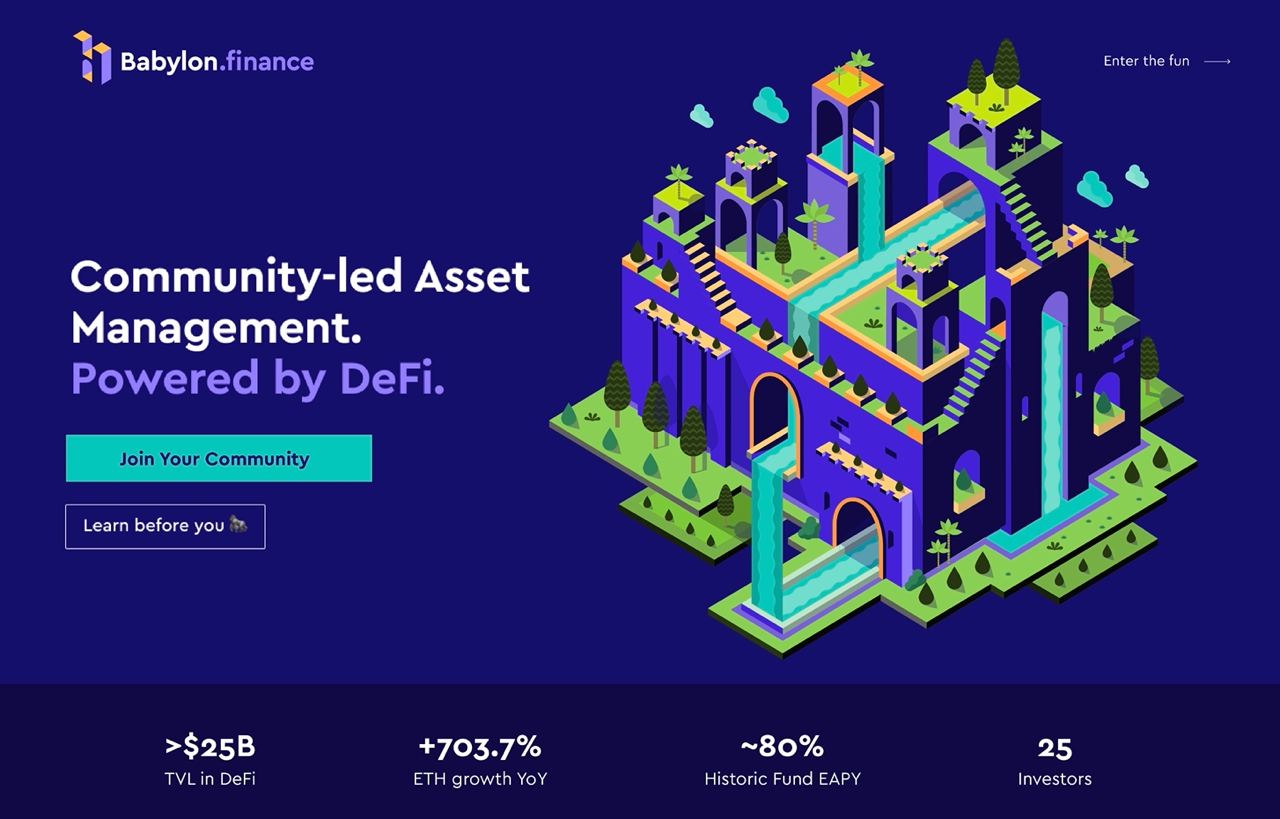 Babylon.finance
Enter the fun
Community-led Asset
Management.
Powered by DeFi.
Join Your Community
Learn before you 🦍
>$25B
TVL in DeFi
+703.7%
ETH growth YoY
~80%
Historic Fund EAPY
25
Investors